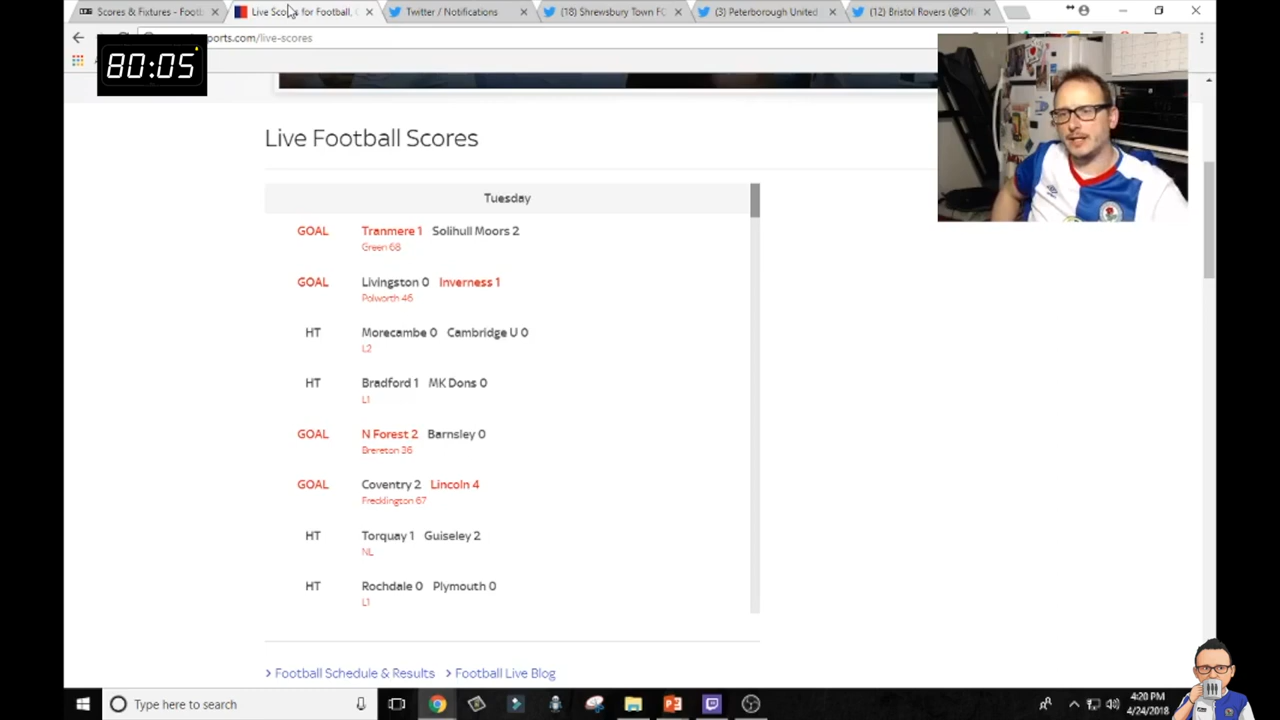 Scores & Fixtures - Footb
Live Scores for Football,
Twitter / Notifications
(18) Shrewsbury Town FC
(3) Peterborough United
(12) Bristol Rovers (@Offi
80:05
ports.com/live-scores
Live Football Scores
Tuesday
GOAL Tranmere 1 Solihull Moors 2
Green 68
GOAL Livingston 0 Inverness 1
Polworth 46
HT Morecambe 0 Cambridge U 0
L2
HT Bradford 1 MK Dons 0
L1
GOAL N Forest 2 Barnsley 0
Brereton 36
GOAL Coventry 2 Lincoln 4
Frecklington 67
HT Torquay 1 Guiseley 2
NL
HT Rochdale 0 Plymouth 0
L1
> Football Schedule & Results > Football Live Blog
Type here to search
4:20 PM
4/24/2018